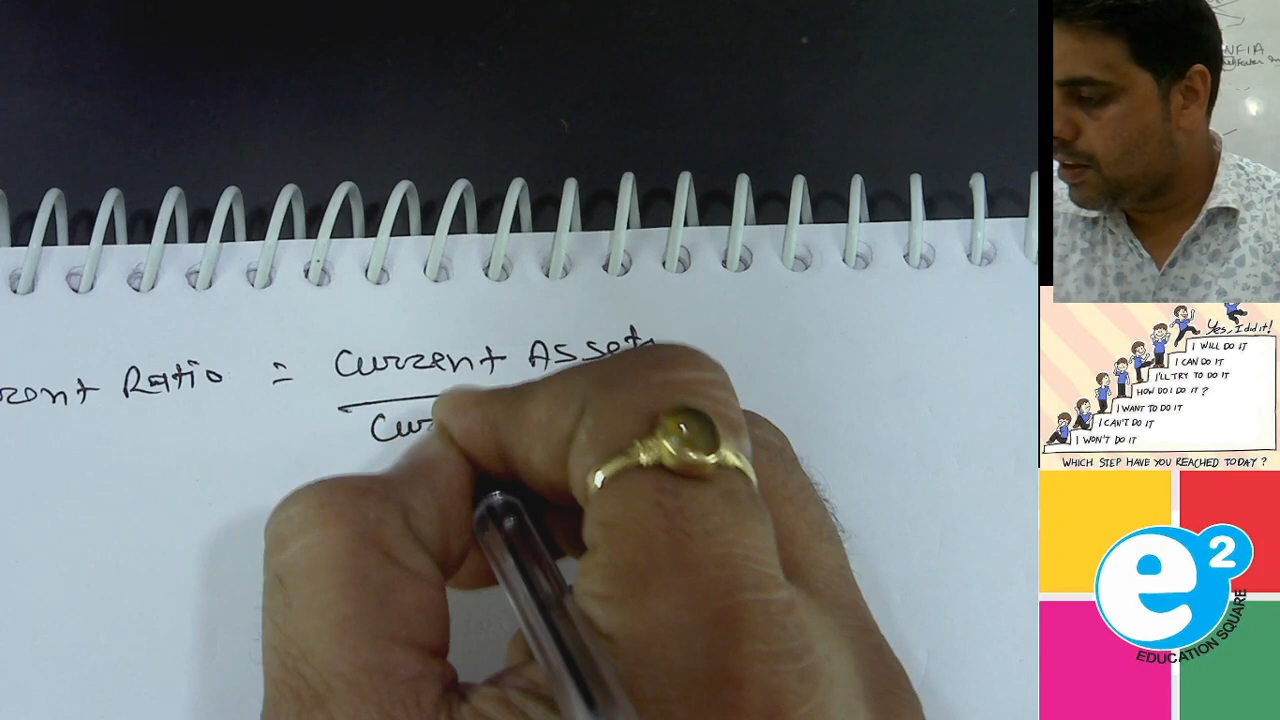 Ratio = Current Assets
Cur
NFIA
Yes, I did it!
I WILL DO IT
I CAN DO IT
I'LL TRY TO DO IT
HOW DO I DO IT?
I WANT TO DO IT
I CAN'T DO IT
I WON'T DO IT
WHICH STEP HAVE YOU REACHED TODAY?
e2
EDUCATION SQUARE